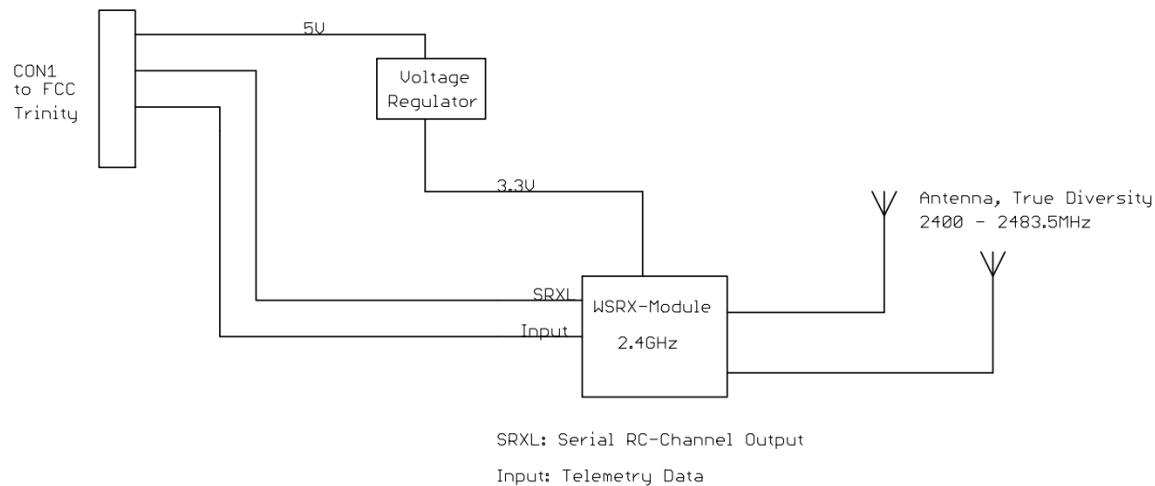 5V
CON1
to FCC
Trinity
Voltage
Regulator
3.3V
Antenna, True Diversity
2400 - 2483.5MHz
SRXL
WSRX-Module
Input
2.4GHz
SRXL: Serial RC-Channel Output
Input: Telemetry Data